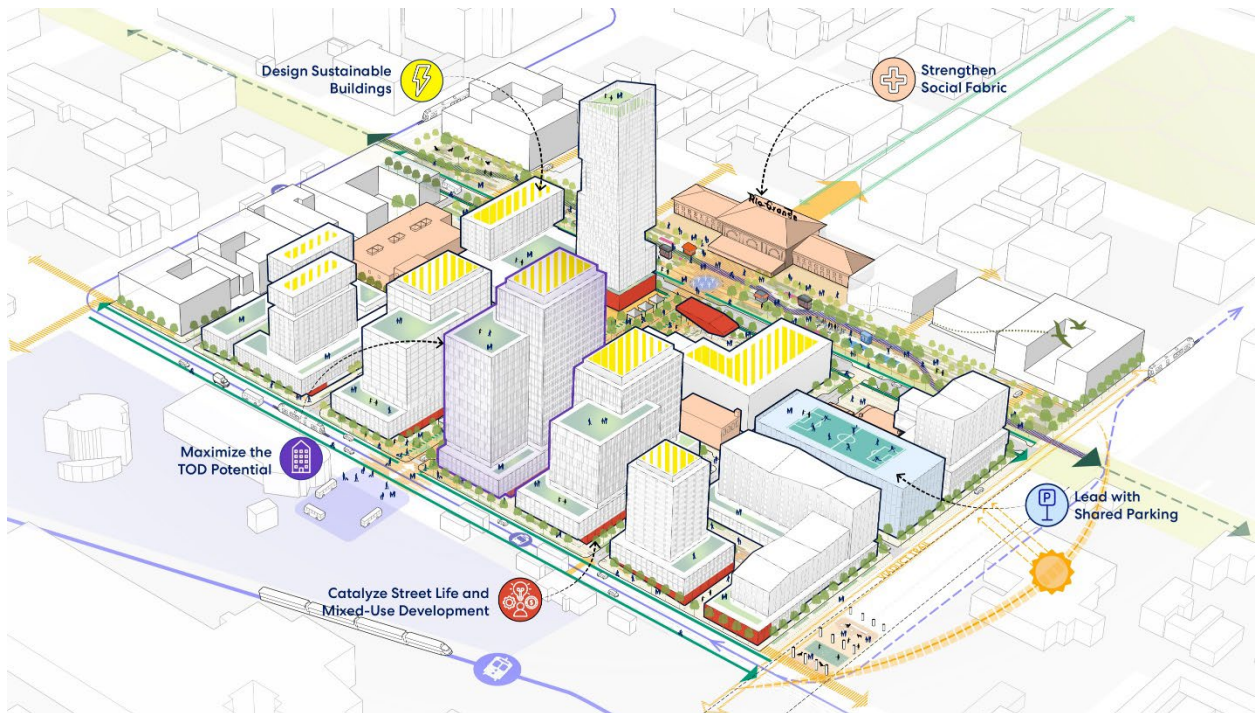 Design Sustainable
Buildings
Strengthen
Social Fabric
Rio Grande
Maximize the
TOD Potential
P
Lead with
Shared Parking
Catalyze Street Life and
Mixed-Use Development